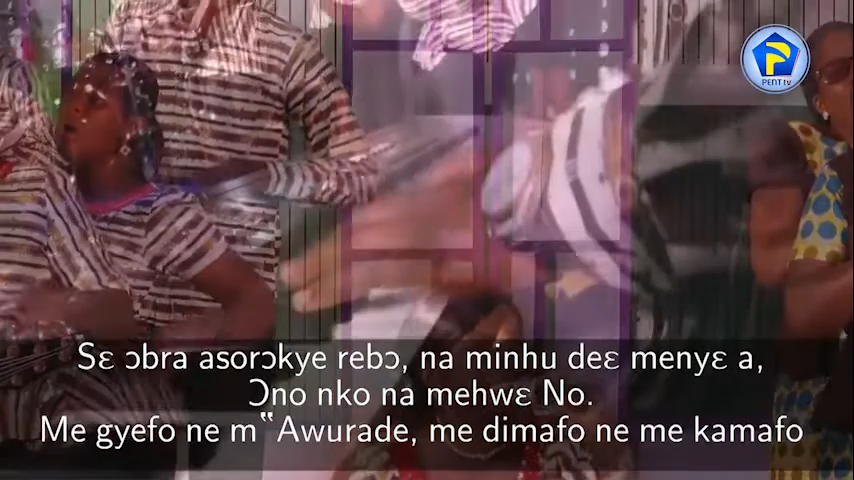 PENT tv
Sɛ ɔbra asorɔkye rebɔ, na minhu deɛ menyɛ a,
Ɔno nko na mehwɛ No.
Me gyefo ne m‟Awurade, me dimafo ne me kamafo